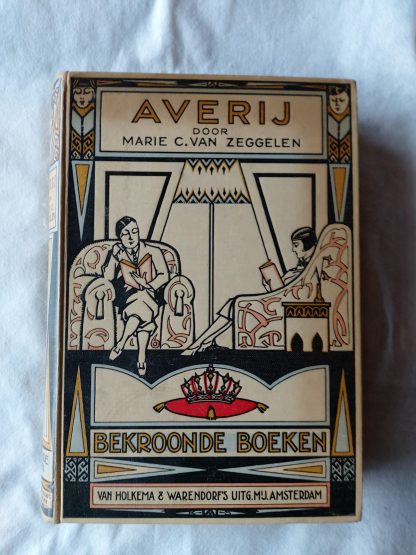 AVERIJ
DOOR
MARIE C. VAN ZEGGELEN
BEKROONDE BOEKEN
VAN HOLKEMA & WARENDORF'S UITG. MIJ. AMSTERDAM